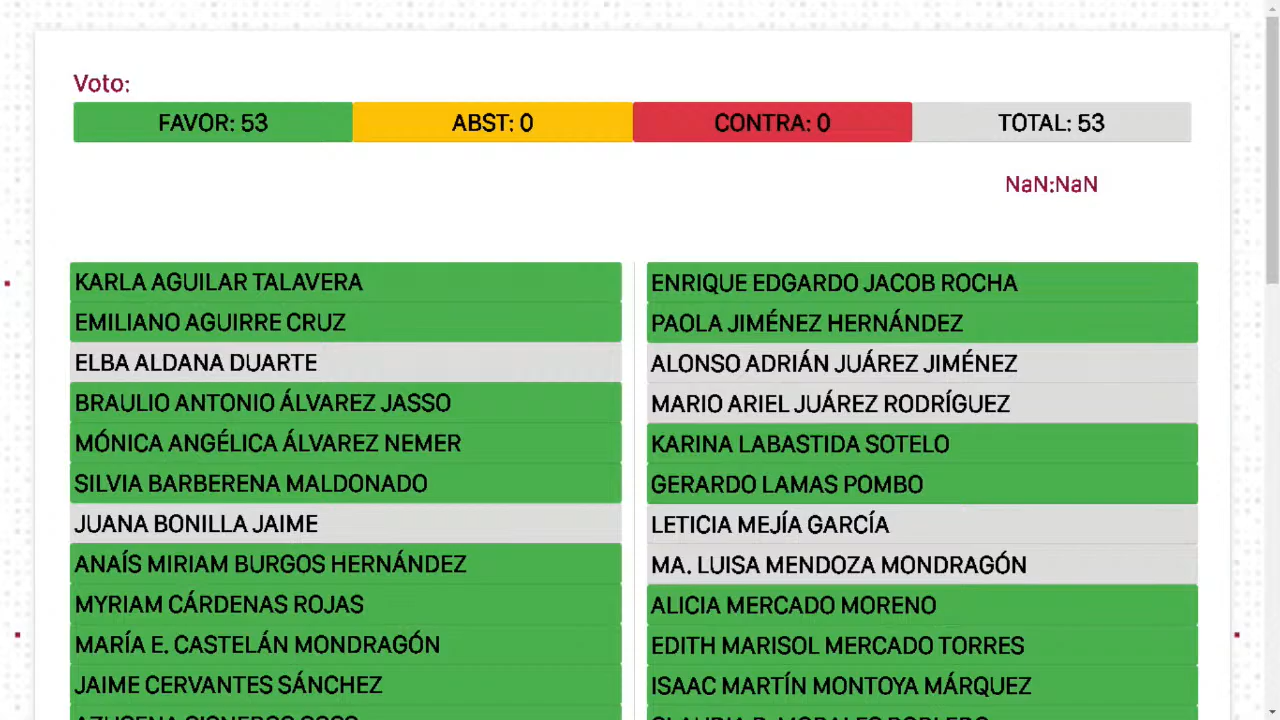 Voto:
FAVOR: 53
ABST: 0
CONTRA: 0
TOTAL: 53
NaN:NaN
KARLA AGUILAR TALAVERA
EMILIANO AGUIRRE CRUZ
ELBA ALDANA DUARTE
BRAULIO ANTONIO ÁLVAREZ JASSO
MÓNICA ANGÉLICA ÁLVAREZ NEMER
SILVIA BARBERENA MALDONADO
JUANA BONILLA JAIME
ANAÍS MIRIAM BURGOS HERNÁNDEZ
MYRIAM CÁRDENAS ROJAS
MARÍA E. CASTELÁN MONDRAGÓN
JAIME CERVANTES SÁNCHEZ
ENRIQUE EDGARDO JACOB ROCHA
PAOLA JIMÉNEZ HERNÁNDEZ
ALONSO ADRIÁN JUÁREZ JIMÉNEZ
MARIO ARIEL JUÁREZ RODRÍGUEZ
KARINA LABASTIDA SOTELO
GERARDO LAMAS POMBO
LETICIA MEJÍA GARCÍA
MA. LUISA MENDOZA MONDRAGÓN
ALICIA MERCADO MORENO
EDITH MARISOL MERCADO TORRES
ISAAC MARTÍN MONTOYA MÁRQUEZ